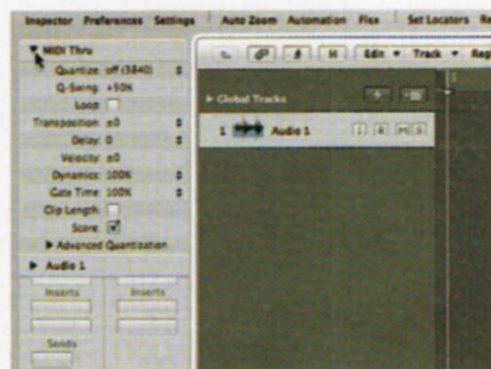 Inspector Preferences Settings Auto Zoom Automation Flex Set Locators
MIDI Thru
Edit Track
Quantize: off (3840)
Q-Swing: +50%
Loop:
Global Tracks
Transposition: ±0
1 Audio 1 I R M S
Delay: 0
Velocity: ±0
Dynamics: 100%
Gate Time: 100%
Clip Length:
Score:
Advanced Quantization
Audio 1
Inserts Inserts
Sends